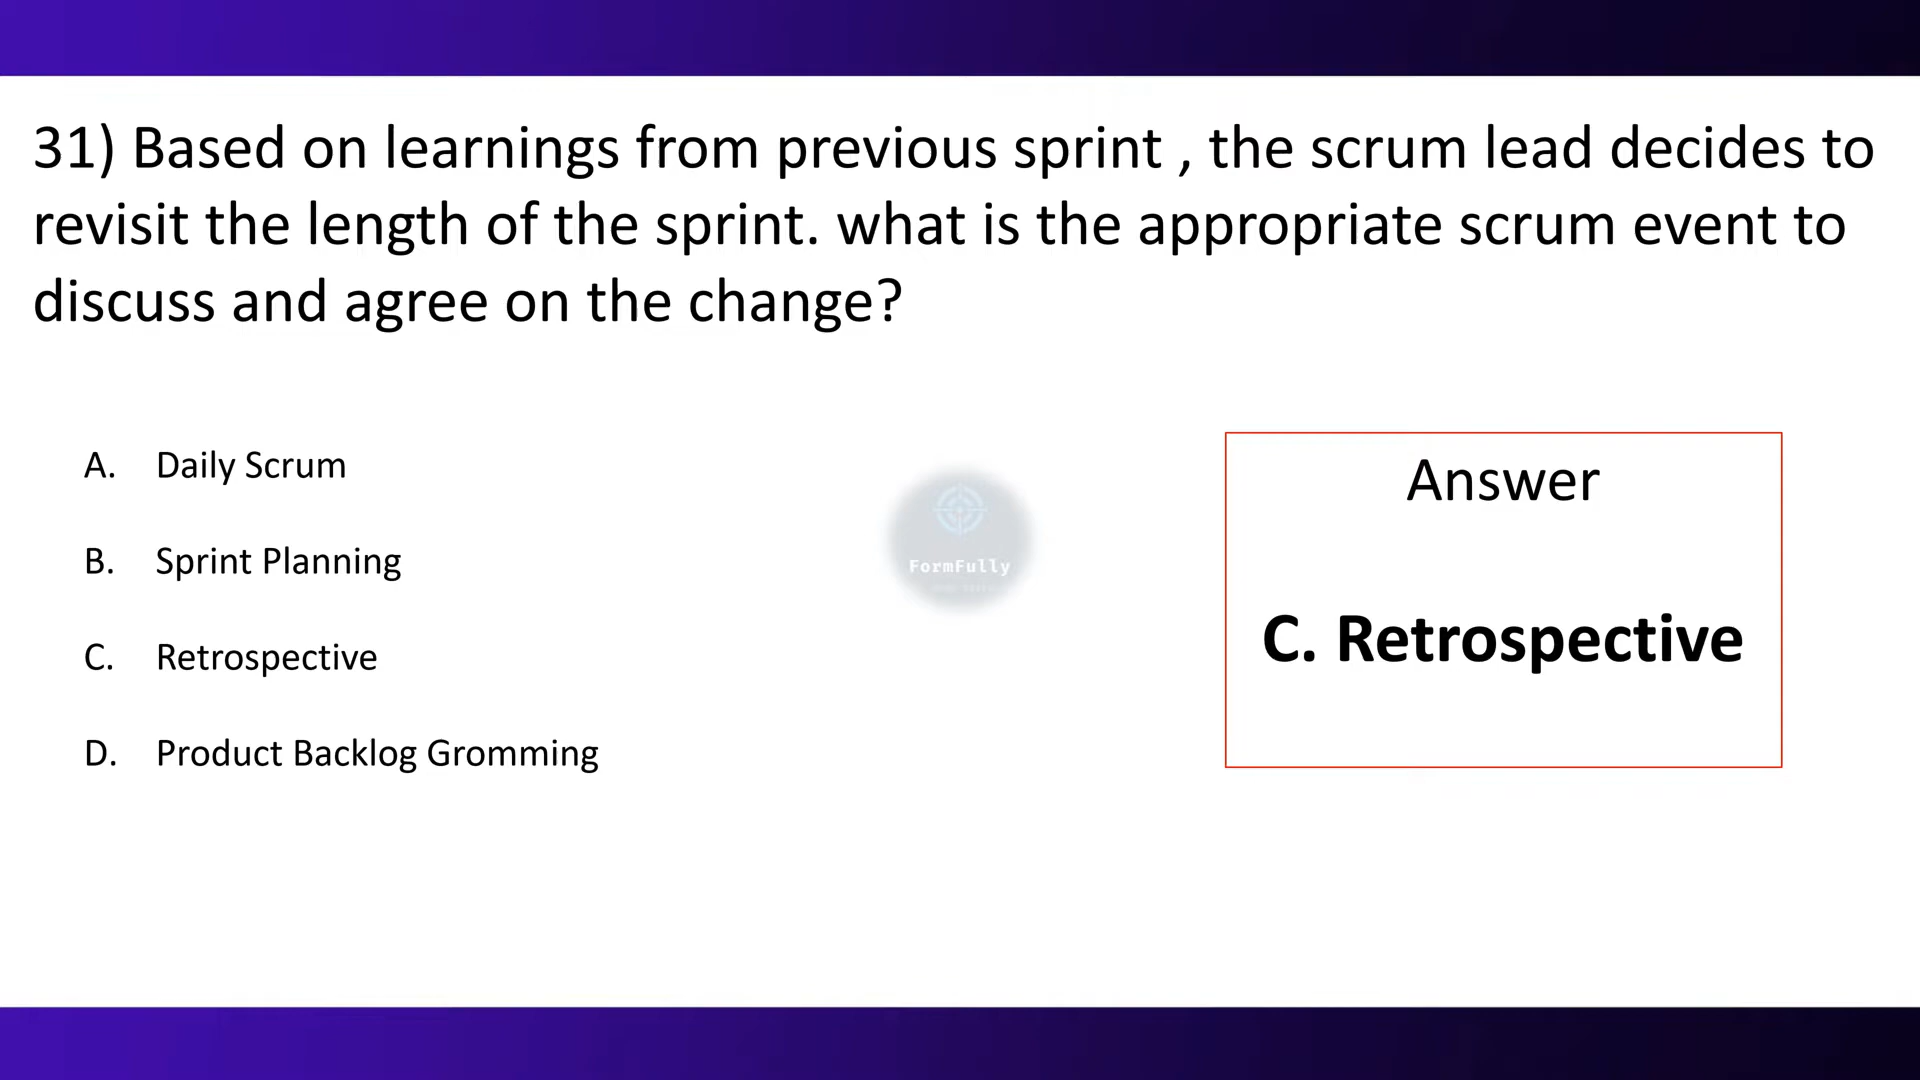 31) Based on learnings from previous sprint , the scrum lead decides to
revisit the length of the sprint. what is the appropriate scrum event to
discuss and agree on the change?
A. Daily Scrum
B. Sprint Planning
C. Retrospective
D. Product Backlog Gromming
FormFully
Answer
C. Retrospective